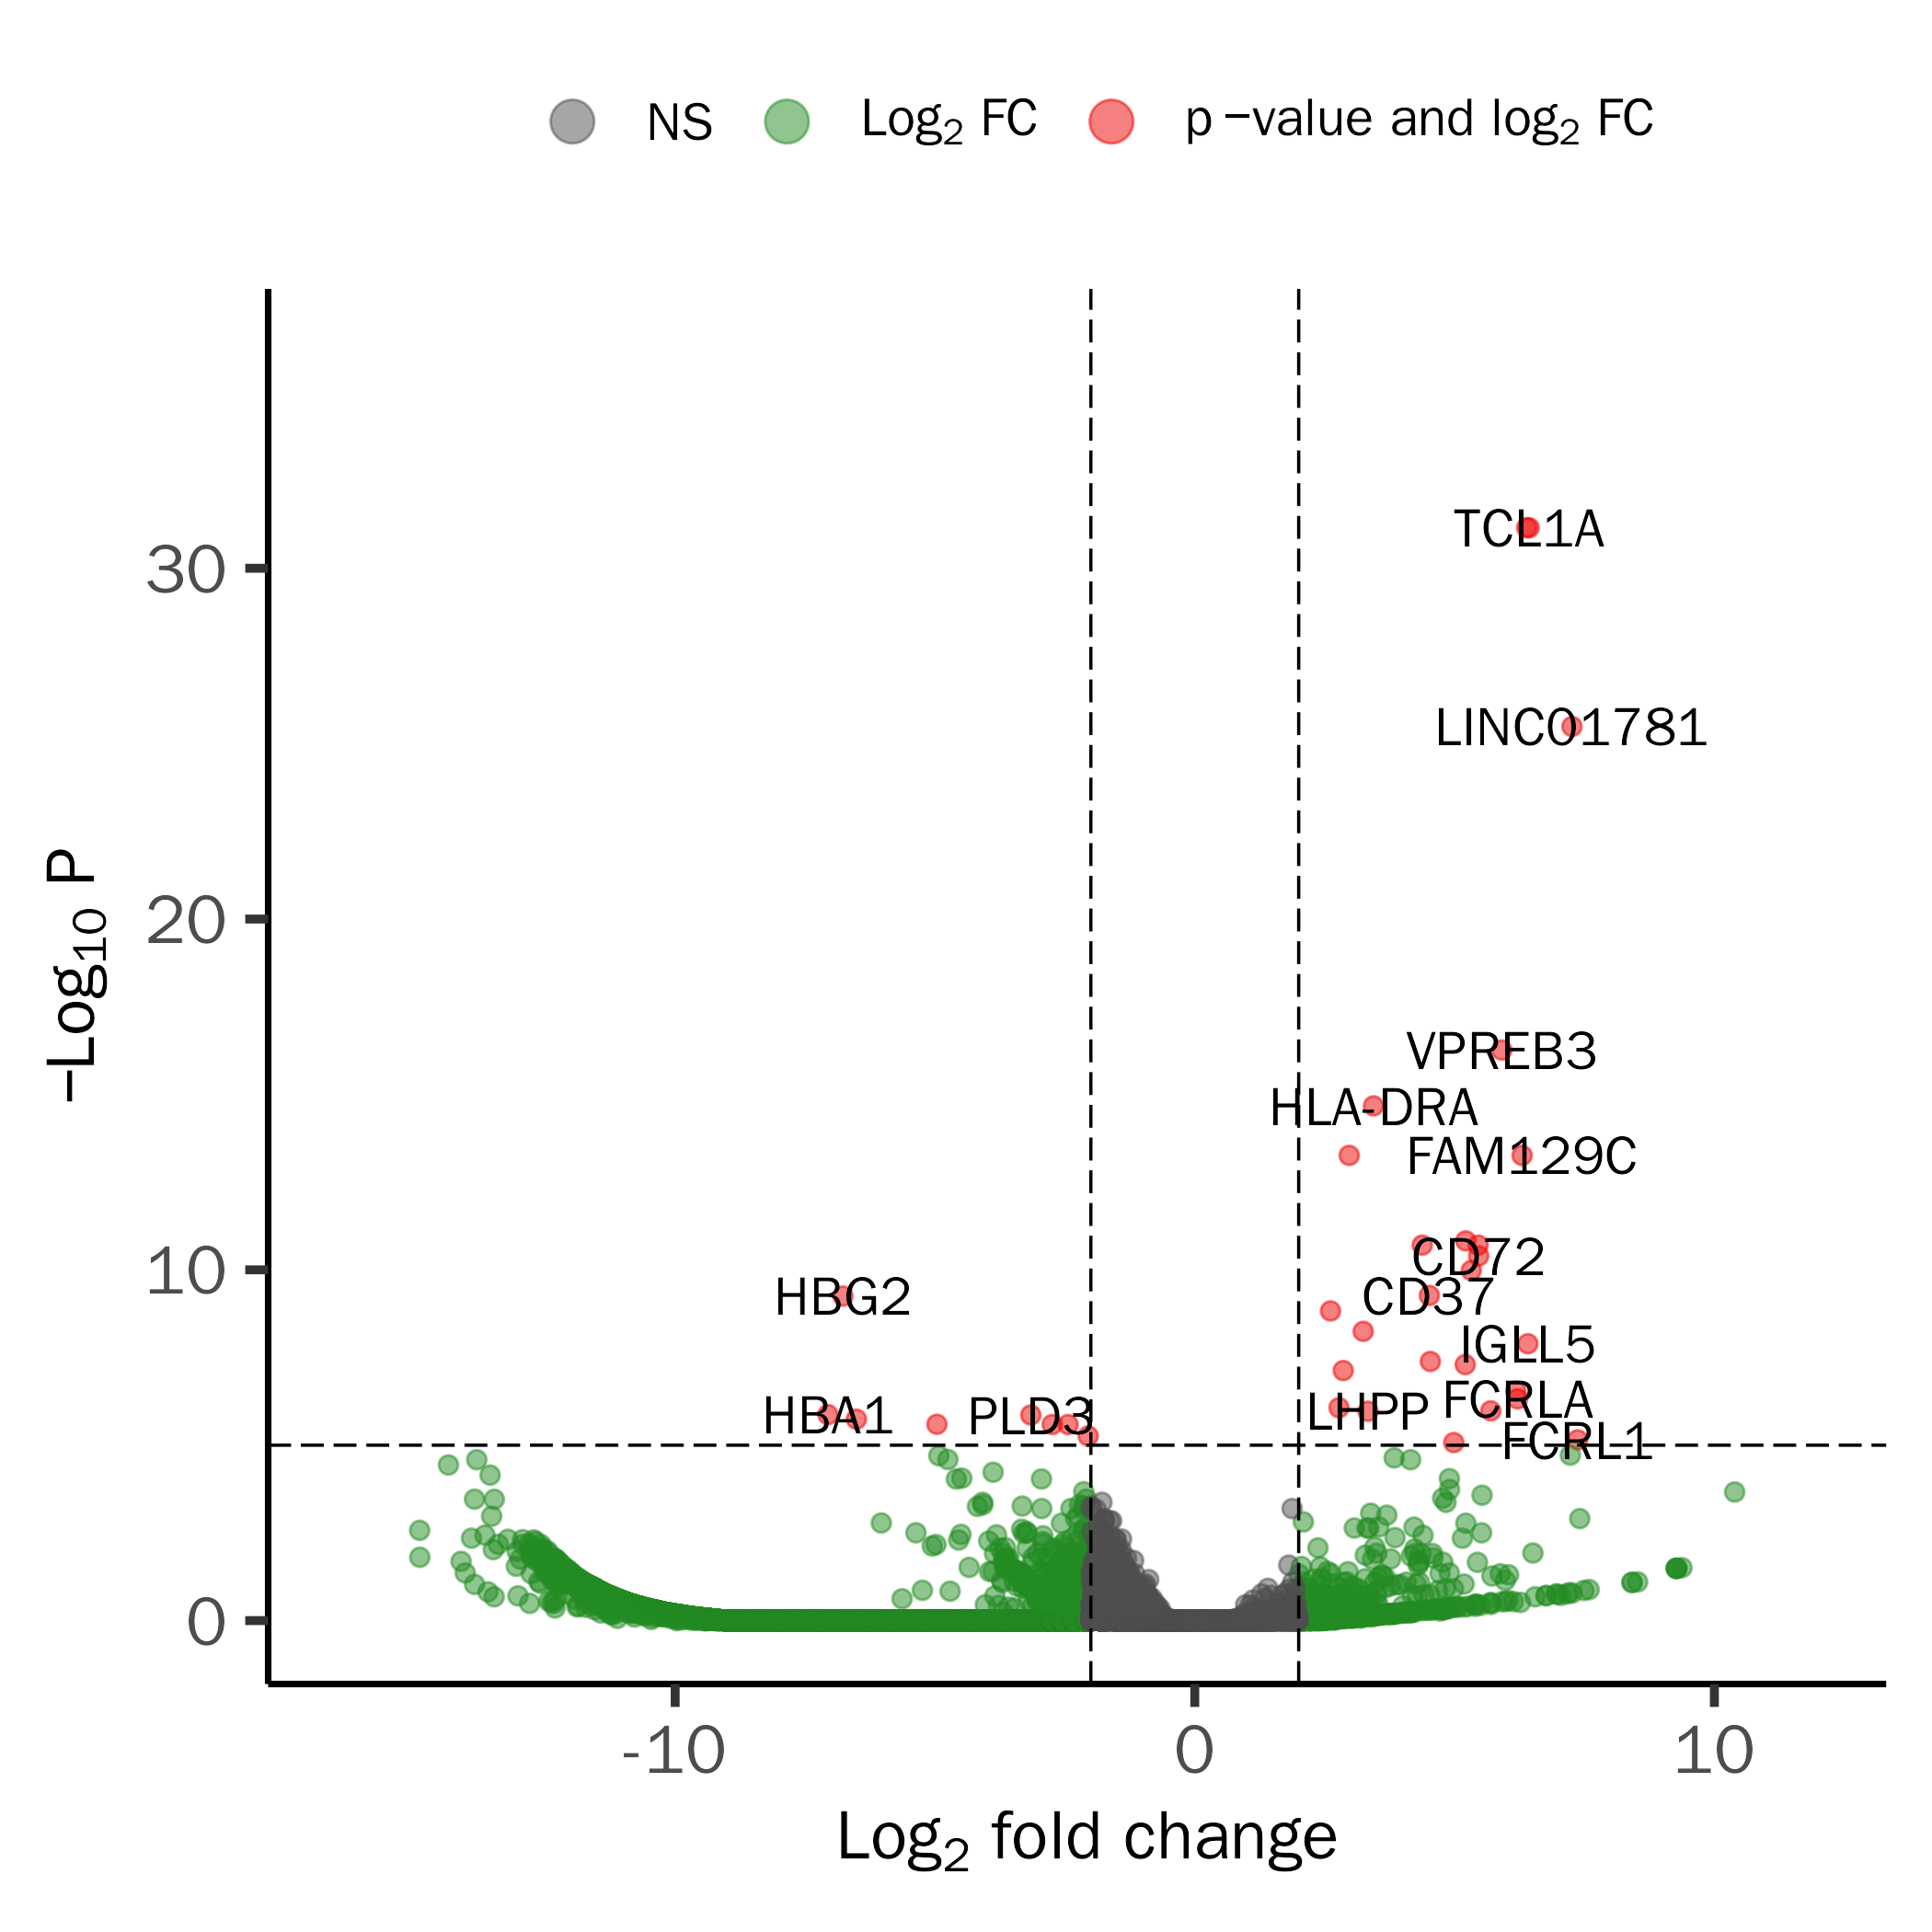 NS Log₂ FC p −value and log₂ FC
−Log₁₀ P
30
20
10
0
TCL1A
LINC01781
VPREB3
HLA-DRA
FAM129C
CD72
HBG2 CD37
IGLL5
HBA1 PLD3 LHPP FCRLA
FCRL1
-10 0 10
Log₂ fold change